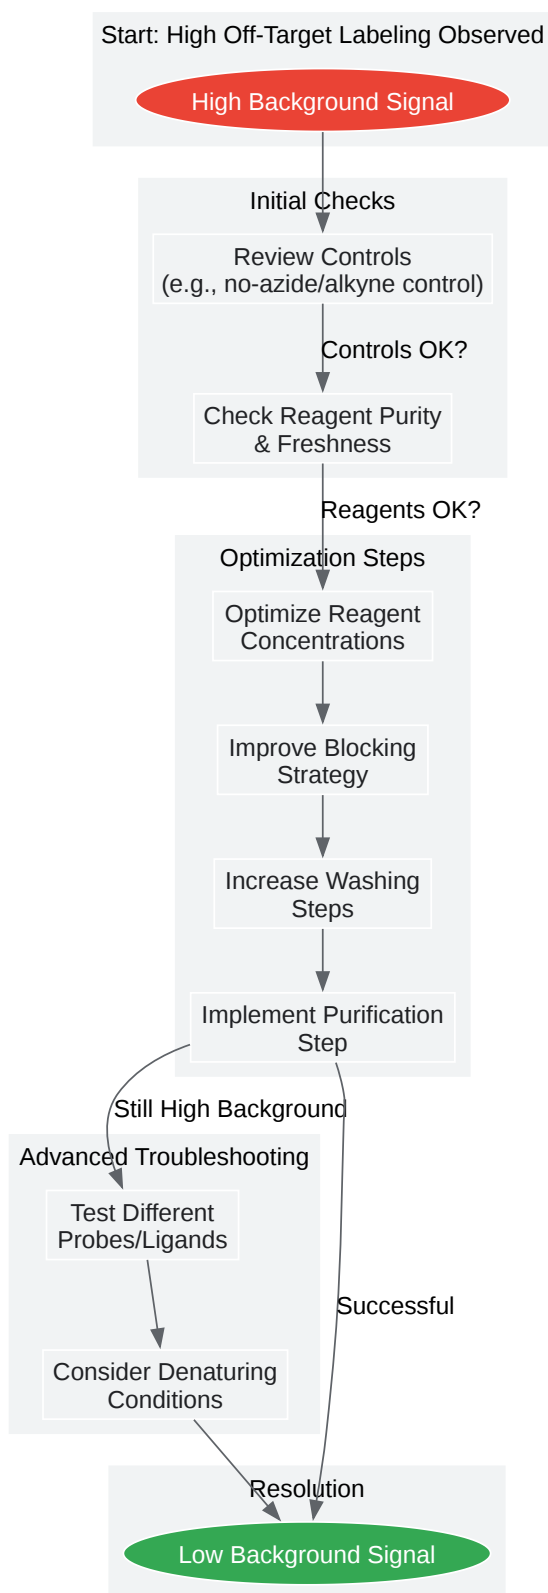 Start: High Off-Target Labeling Observed
High Background Signal
Initial Checks
Review Controls
(e.g., no-azide/alkyne control)
Controls OK?
Check Reagent Purity
& Freshness
Reagents OK?
Optimization Steps
Optimize Reagent
Concentrations
Improve Blocking
Strategy
Increase Washing
Steps
Implement Purification
Step
Still High Background
Advanced Troubleshooting
Test Different
Probes/Ligands
Successful
Consider Denaturing
Conditions
Resolution
Low Background Signal